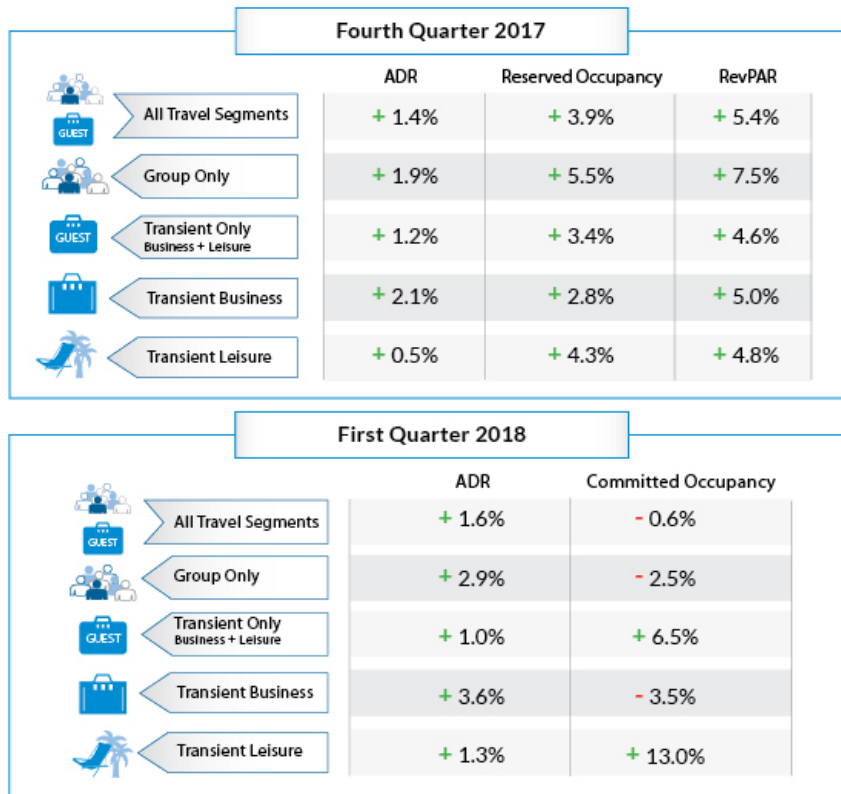 Fourth Quarter 2017
ADR Reserved Occupancy RevPAR
GUEST
All Travel Segments + 1.4% + 3.9% + 5.4%
Group Only + 1.9% + 5.5% + 7.5%
GUEST
Transient Only
Business + Leisure
+ 1.2% + 3.4% + 4.6%
Transient Business + 2.1% + 2.8% + 5.0%
Transient Leisure + 0.5% + 4.3% + 4.8%
First Quarter 2018
ADR Committed Occupancy
All Travel Segments + 1.6% - 0.6%
GUEST
Group Only + 2.9% - 2.5%
GUEST
Transient Only
Business + Leisure
+ 1.0% + 6.5%
Transient Business + 3.6% - 3.5%
Transient Leisure + 1.3% + 13.0%